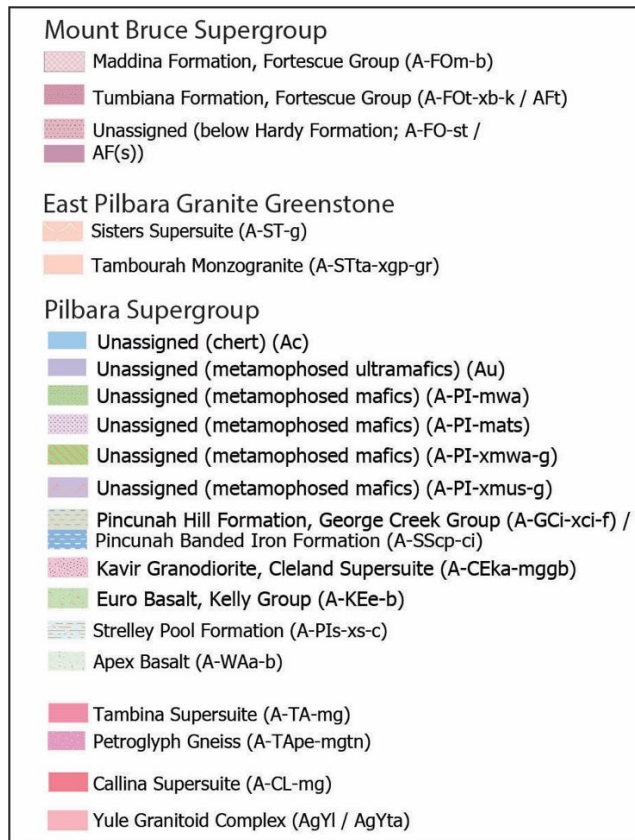 Mount Bruce Supergroup
Maddina Formation, Fortescue Group (A-FOm-b)
Tumbiana Formation, Fortescue Group (A-FOt-xb-k / AFt)
Unassigned (below Hardy Formation; A-FO-st /
AF(s))
East Pilbara Granite Greenstone
Sisters Supersuite (A-ST-g)
Tambourah Monzogranite (A-STta-xgp-gr)
Pilbara Supergroup
Unassigned (chert) (Ac)
Unassigned (metamophosed ultramafics) (Au)
Unassigned (metamophosed mafics) (A-PI-mwa)
Unassigned (metamophosed mafics) (A-PI-mats)
Unassigned (metamophosed mafics) (A-PI-xmwa-g)
Unassigned (metamophosed mafics) (A-PI-xmus-g)
Pincunah Hill Formation, George Creek Group (A-GCi-xci-f) /
Pincunah Banded Iron Formation (A-SScp-ci)
Kavir Granodiorite, Cleland Supersuite (A-CEka-mggb)
Euro Basalt, Kelly Group (A-KEe-b)
Strelley Pool Formation (A-PIs-xs-c)
Apex Basalt (A-WAa-b)
Tambina Supersuite (A-TA-mg)
Petroglyph Gneiss (A-TApe-mgtn)
Callina Supersuite (A-CL-mg)
Yule Granitoid Complex (AgYl / AgYta)